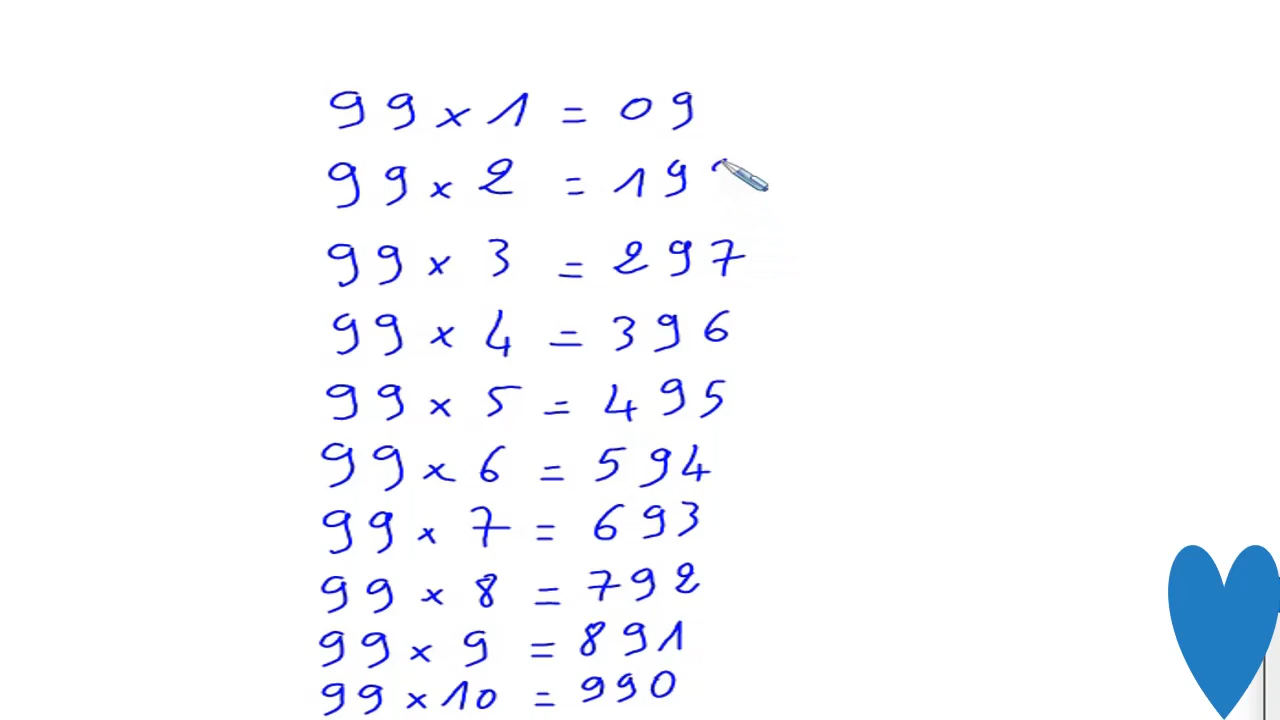 99 x 1 = 09
99 x 2 = 19
99 x 3 = 297
99 x 4 = 396
99 x 5 = 495
99 x 6 = 594
99 x 7 = 693
99 x 8 = 792
99 x 9 = 891
99 x 10 = 990